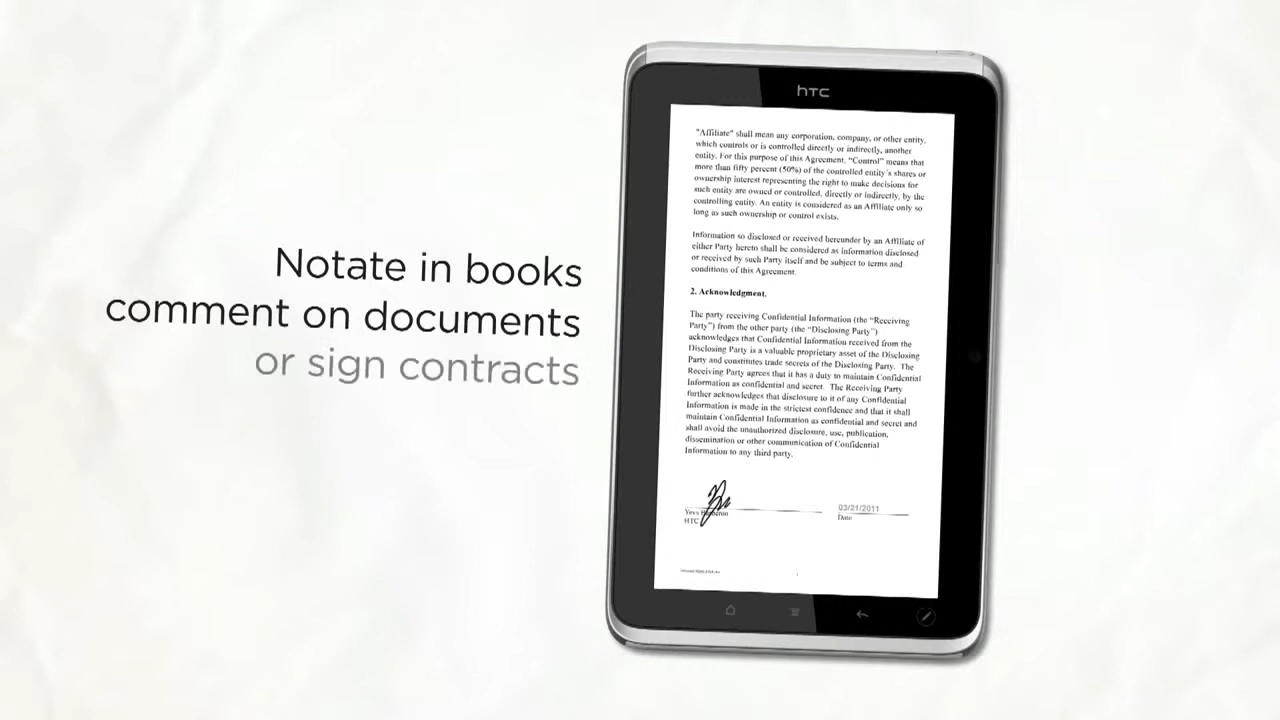 Notate in books
comment on documents
or sign contracts
hTC
"Affiliate" shall mean any corporation, company, or other entity,
which controls or is controlled directly or indirectly, another
entity. For this purpose of this Agreement, "Control" means that
more than fifty percent (50%) of the controlled entity's shares or
ownership interest representing the right to make decisions for
such entity are owned or controlled, directly or indirectly, by the
controlling entity. An entity is considered as an Affiliate only so
long as such ownership or control exists.
Information so disclosed or received hereunder by an Affiliate of
either Party hereto shall be considered as information disclosed
or received by such Party itself and be subject to terms and
conditions of this Agreement.
2. Acknowledgment.
The party receiving Confidential Information (the "Receiving
Party") from the other party (the "Disclosing Party")
acknowledges that Confidential Information received from the
Disclosing Party is a valuable proprietary asset of the Disclosing
Party and constitutes trade secrets of the Disclosing Party. The
Receiving Party agrees that it has a duty to maintain Confidential
Information as confidential and secret. The Receiving Party
further acknowledges that disclosure to it of any Confidential
Information is made in the strictest confidence and that it shall
maintain Confidential Information as confidential and secret and
shall avoid the unauthorized disclosure, use, publication,
dissemination or other communication of Confidential
Information to any third party.
03/21/2011
Yevs
Date
HTC